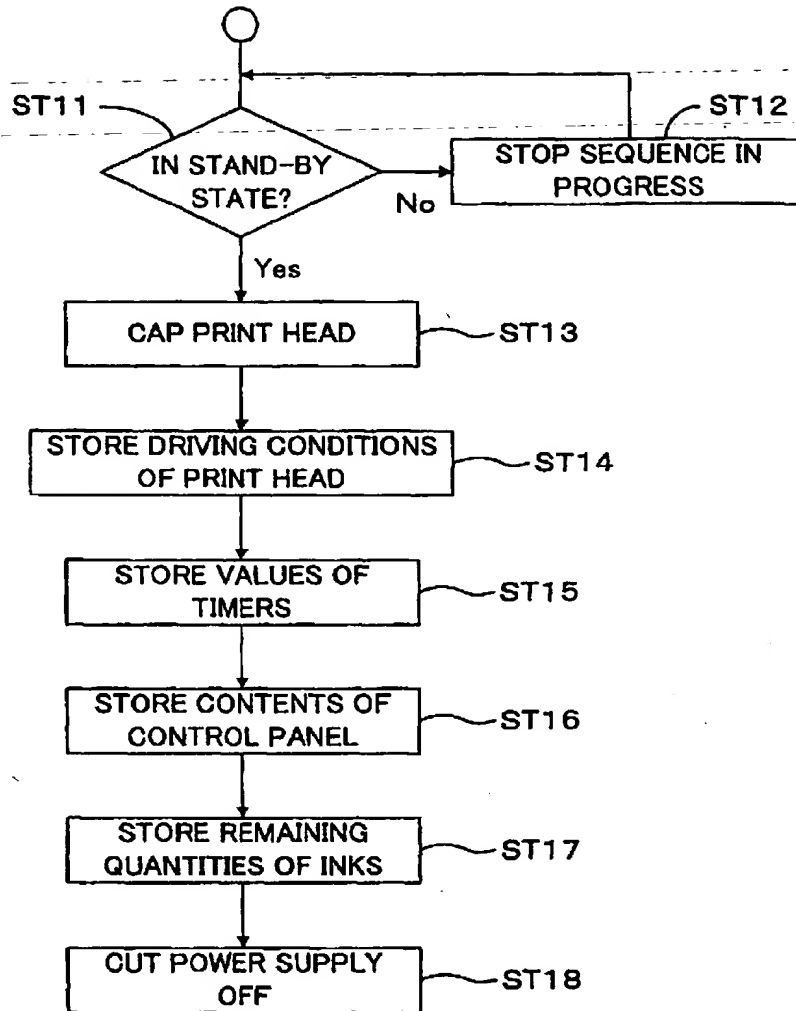 ST11
ST12
IN STAND-BY
STATE?
STOP SEQUENCE IN
PROGRESS
No
Yes
CAP PRINT HEAD
ST13
STORE DRIVING CONDITIONS
OF PRINT HEAD
ST14
STORE VALUES OF
TIMERS
ST15
STORE CONTENTS OF
CONTROL PANEL
ST16
STORE REMAINING
QUANTITIES OF INKS
ST17
CUT POWER SUPPLY
OFF
ST18